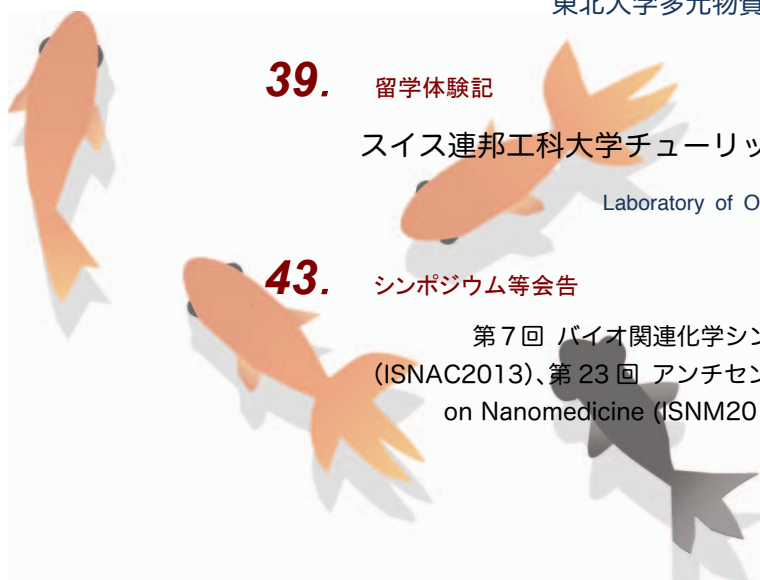 東北大学多元物質
39. 留学体験記
スイス連邦工科大学チューリッ
Laboratory of O
43. シンポジウム等会告
第7回 バイオ関連化学シン
(ISNAC2013)、第 23 回 アンチセン
on Nanomedicine (ISNM20